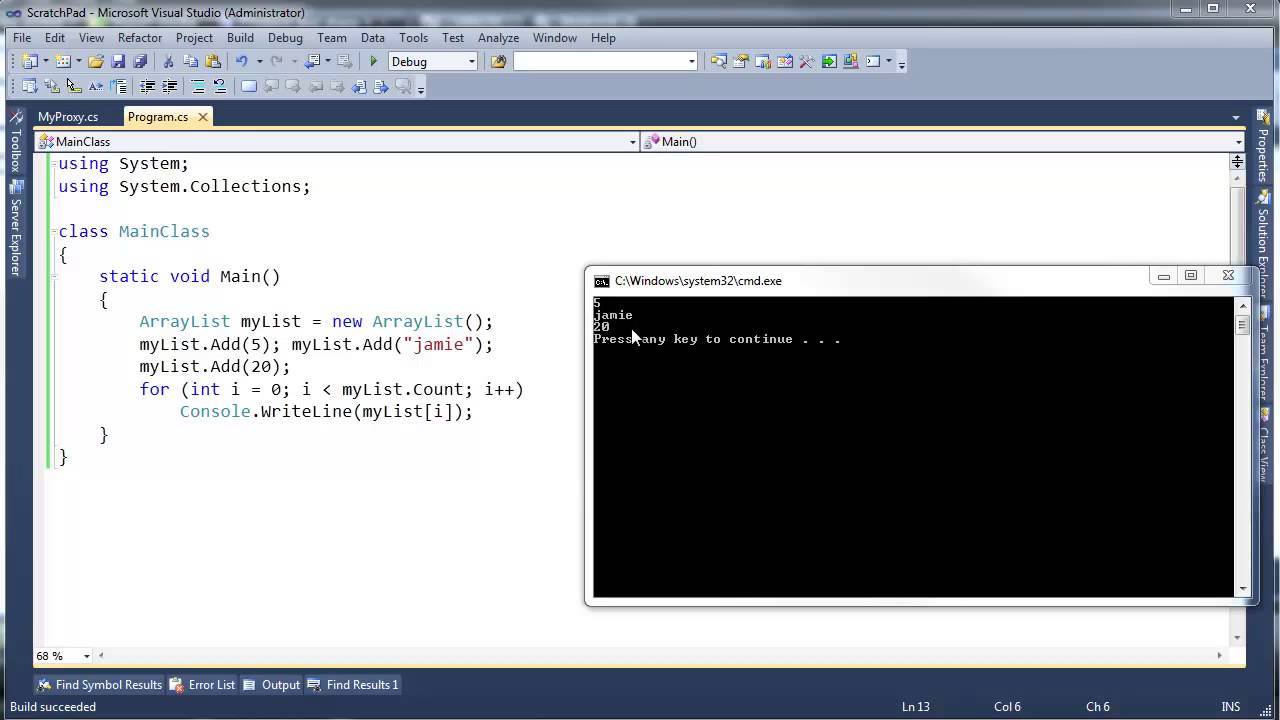 ScratchPad - Microsoft Visual Studio (Administrator)
File Edit View Refactor Project Build Debug Team Data Tools Test Analyze Window Help
Debug
MyProxy.cs Program.cs
MainClass Main()
Toolbox
Server Explorer
using System;
using System.Collections;
class MainClass
{
static void Main()
{
ArrayList myList = new ArrayList();
myList.Add(5); myList.Add("jamie");
myList.Add(20);
for (int i = 0; i < myList.Count; i++)
Console.WriteLine(myList[i]);
}
}
C:\Windows\system32\cmd.exe
5
jamie
20
Press any key to continue . . .
Properties
Solution Explorer
Team Explorer
Class View
68 %
Find Symbol Results Error List Output Find Results 1
Build succeeded Ln 13 Col 6 Ch 6 INS